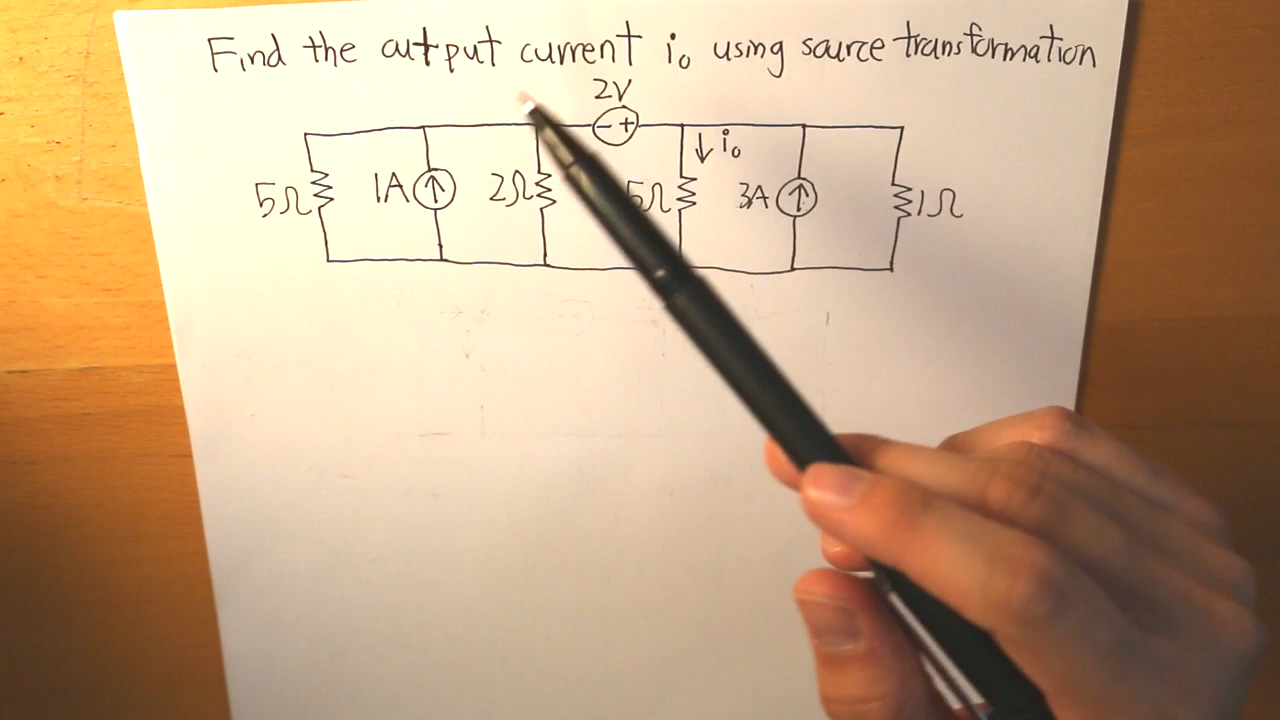 Find the output current i₀ using source transformation
2V
- +
↓ i₀
5Ω 1A 2Ω 5Ω 3A 1Ω